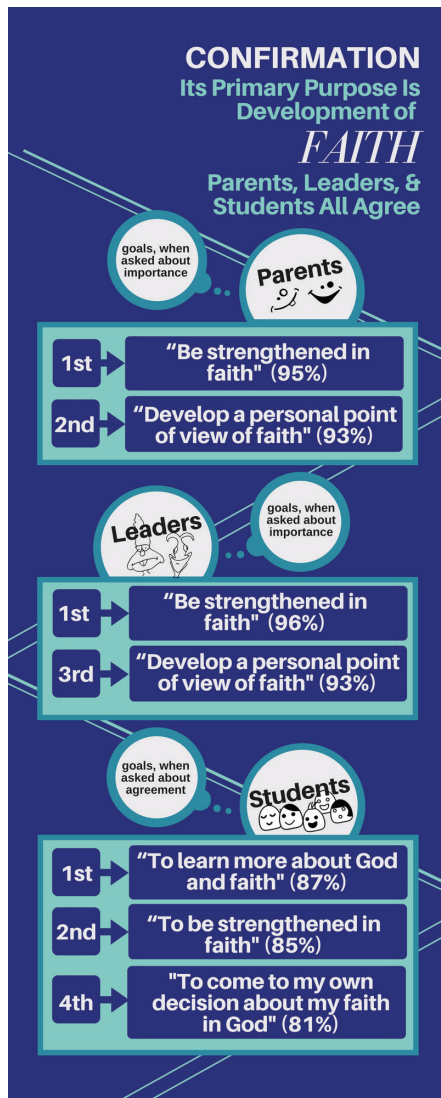 CONFIRMATION
Its Primary Purpose Is
Development of
FAITH
Parents, Leaders, &
Students All Agree
goals, when
asked about
importance
Parents
1st
“Be strengthened in
faith" (95%)
2nd
“Develop a personal point
of view of faith" (93%)
Leaders
goals, when
asked about
importance
1st
“Be strengthened in
faith" (96%)
3rd
“Develop a personal point
of view of faith" (93%)
goals, when
asked about
agreement
Students
1st
“To learn more about God
and faith" (87%)
2nd
“To be strengthened in
faith" (85%)
4th
"To come to my own
decision about my faith
in God" (81%)